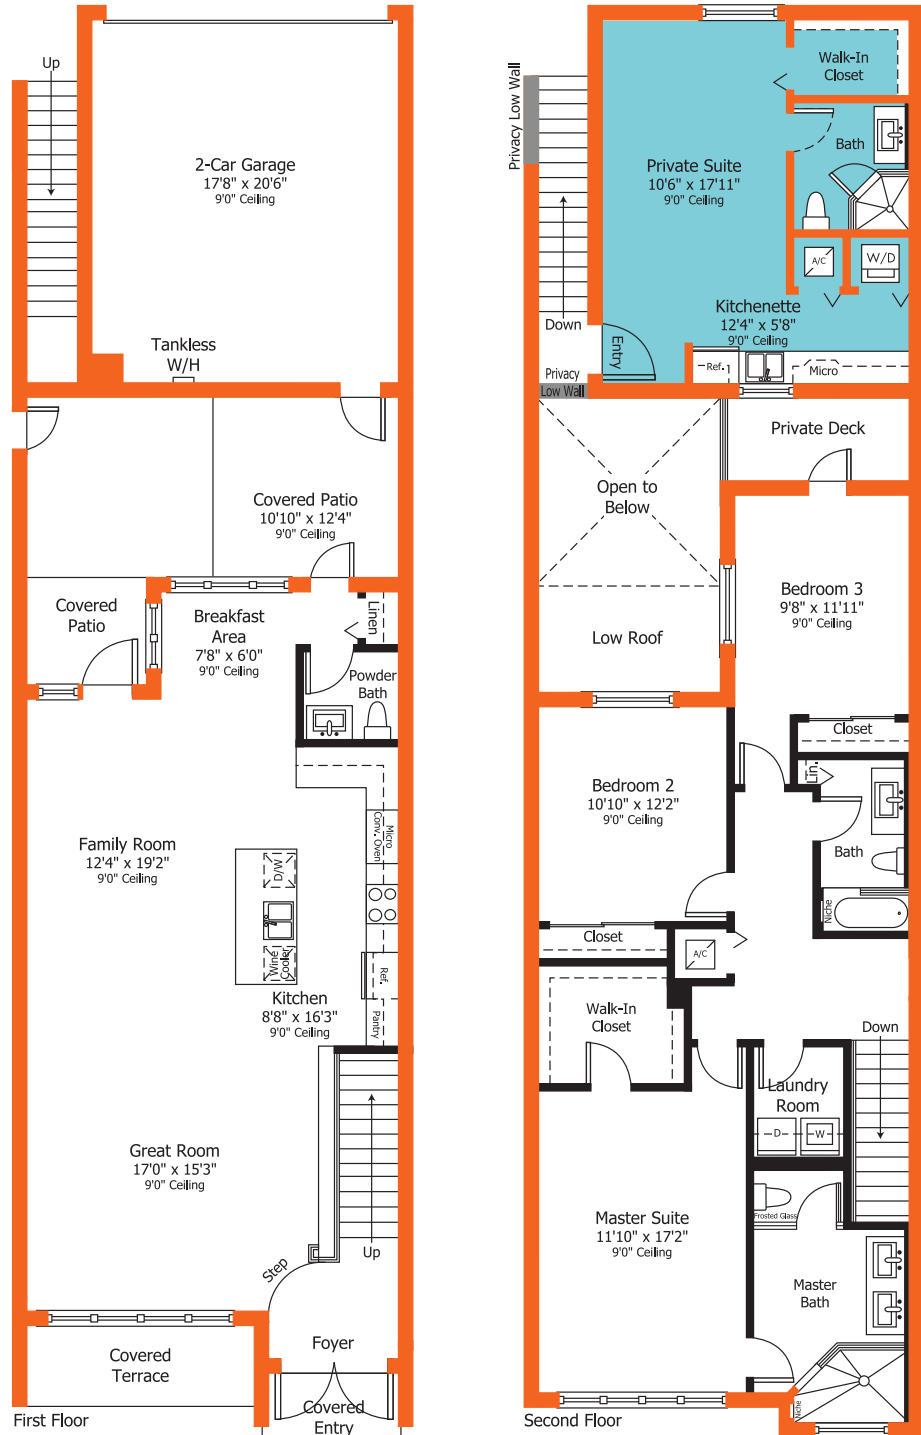 Up
2-Car Garage
17'8" x 20'6"
9'0" Ceiling
Tankless
W/H
Covered Patio
10'10" x 12'4"
9'0" Ceiling
Covered
Patio
Breakfast
Area
7'8" x 6'0"
9'0" Ceiling
Linen
Powder
Bath
Family Room
12'4" x 19'2"
9'0" Ceiling
D/W
Micro
Conv. Oven
Wine
Cooler
Ref.
Kitchen
8'8" x 16'3"
9'0" Ceiling
Pantry
Great Room
17'0" x 15'3"
9'0" Ceiling
Up
Step
Foyer
Covered
Terrace
Covered
Entry
First Floor
Privacy Low Wall
Walk-In
Closet
Private Suite
10'6" x 17'11"
9'0" Ceiling
Bath
A/C
W/D
Kitchenette
12'4" x 5'8"
9'0" Ceiling
Down
Entry
Ref.
Micro
Privacy
Low Wall
Private Deck
Open to
Below
Bedroom 3
9'8" x 11'11"
9'0" Ceiling
Low Roof
Closet
Lin.
Bedroom 2
10'10" x 12'2"
9'0" Ceiling
Bath
Niche
Closet
A/C
Walk-In
Closet
Down
Laundry
Room
D
W
Master Suite
11'10" x 17'2"
9'0" Ceiling
Frosted Glass
Master
Bath
Niche
Second Floor